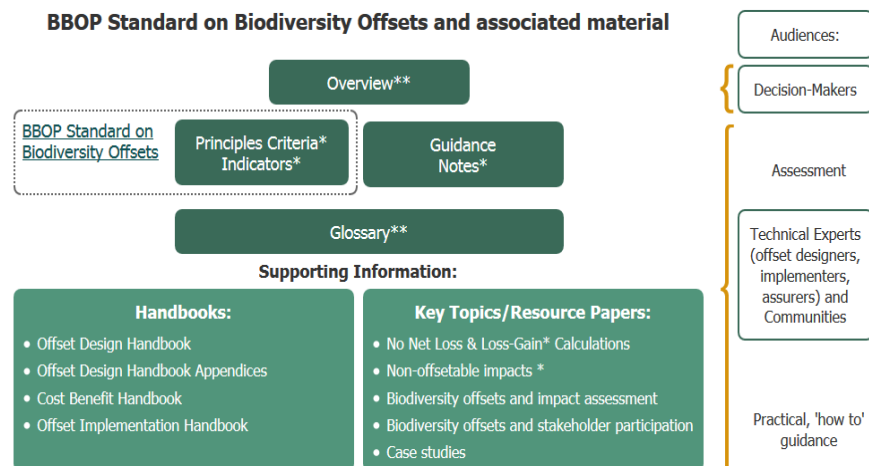 BBOP Standard on Biodiversity Offsets and associated material
Audiences:
Overview**
Decision-Makers
BBOP Standard on
Biodiversity Offsets
Principles Criteria*
Indicators*
Guidance
Notes*
Assessment
Glossary**
Technical Experts
(offset designers,
implementers,
assurers) and
Communities
Supporting Information:
Handbooks:
• Offset Design Handbook
• Offset Design Handbook Appendices
• Cost Benefit Handbook
• Offset Implementation Handbook
Key Topics/Resource Papers:
• No Net Loss & Loss-Gain* Calculations
• Non-offsetable impacts *
• Biodiversity offsets and impact assessment
• Biodiversity offsets and stakeholder participation
• Case studies
Practical, 'how to'
guidance